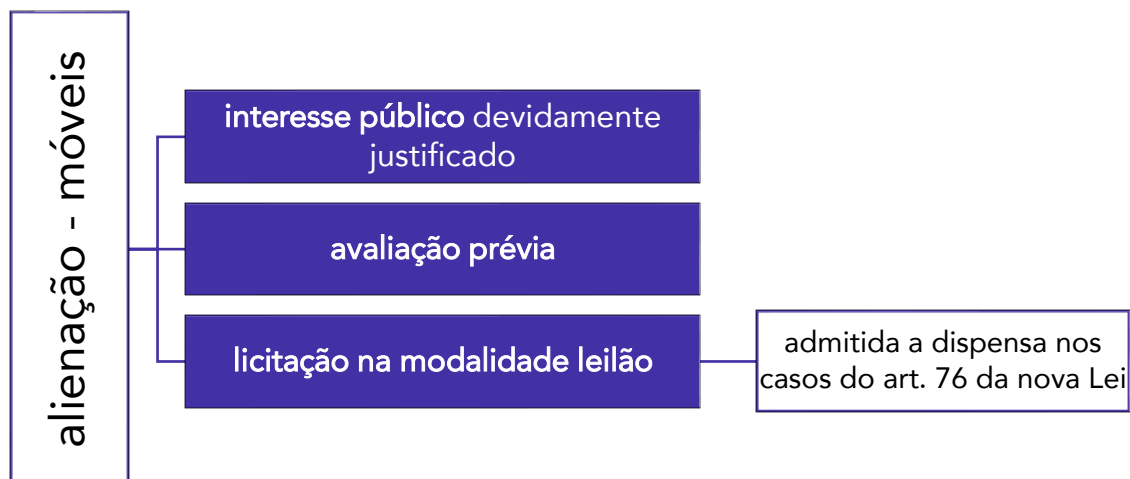 alienação - móveis
interesse público devidamente
justificado
avaliação prévia
licitação na modalidade leilão
admitida a dispensa nos
casos do art. 76 da nova Lei